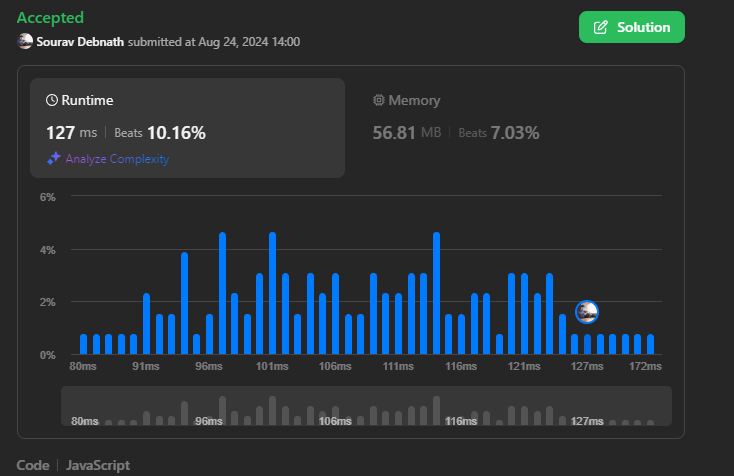 Accepted
Sourav Debnath submitted at Aug 24, 2024 14:00
Solution
Runtime
127 ms | Beats 10.16%
Analyze Complexity
Memory
56.81 MB | Beats 7.03%
6%
4%
2%
0%
80ms 91ms 96ms 101ms 106ms 111ms 116ms 121ms 127ms 172ms
80ms 96ms 106ms 116ms 127ms
Code | JavaScript